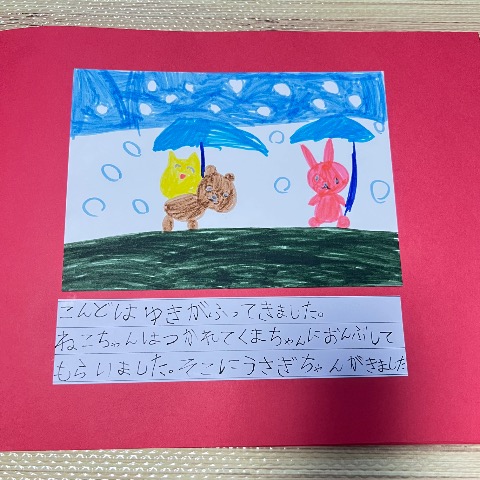 こんどはゆきがふってきました。
ねこちゃんはつかれてくまちゃんにおんぶして
もらいました。そこにうさぎちゃんがきました